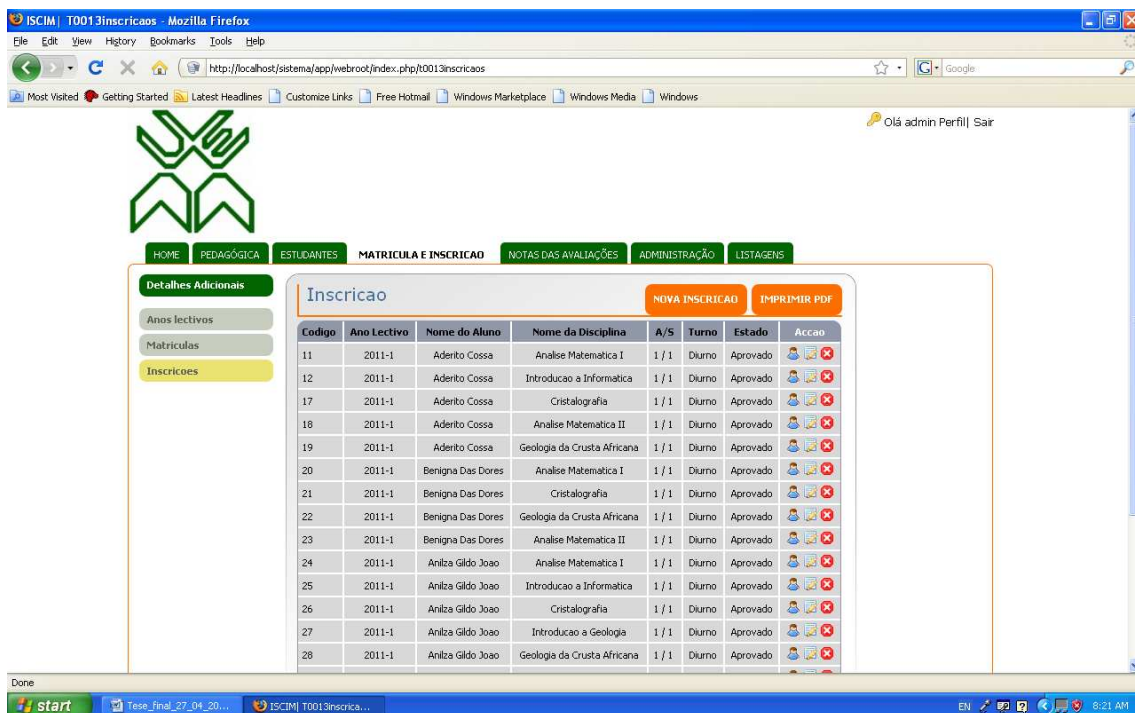 ISCIM | T0013inscricaos - Mozilla Firefox
File Edit View History Bookmarks Tools Help
http://localhost/sistema/app/webroot/index.php/t0013inscricaos
G Google
Most Visited Getting Started Latest Headlines Customize Links Free Hotmail Windows Marketplace Windows Media Windows
Olá admin Perfil| Sair
HOME PEDAGÓGICA ESTUDANTES MATRICULA E INSCRICAO NOTAS DAS AVALIAÇÕES ADMINISTRAÇÃO LISTAGENS
Detalhes Adicionais
Anos lectivos
Matriculas
Inscricoes
Inscricao NOVA INSCRICAO IMPRIMIR PDF
Codigo Ano Lectivo Nome do Aluno Nome da Disciplina A/S Turno Estado Accao
11 2011-1 Aderito Cossa Analise Matematica I 1 / 1 Diurno Aprovado
12 2011-1 Aderito Cossa Introducao a Informatica 1 / 1 Diurno Aprovado
17 2011-1 Aderito Cossa Cristalografia 1 / 1 Diurno Aprovado
18 2011-1 Aderito Cossa Analise Matematica II 1 / 1 Diurno Aprovado
19 2011-1 Aderito Cossa Geologia da Crusta Africana 1 / 1 Diurno Aprovado
20 2011-1 Benigna Das Dores Analise Matematica I 1 / 1 Diurno Aprovado
21 2011-1 Benigna Das Dores Cristalografia 1 / 1 Diurno Aprovado
22 2011-1 Benigna Das Dores Geologia da Crusta Africana 1 / 1 Diurno Aprovado
23 2011-1 Benigna Das Dores Analise Matematica II 1 / 1 Diurno Aprovado
24 2011-1 Anilza Gildo Joao Analise Matematica I 1 / 1 Diurno Aprovado
25 2011-1 Anilza Gildo Joao Introducao a Informatica 1 / 1 Diurno Aprovado
26 2011-1 Anilza Gildo Joao Cristalografia 1 / 1 Diurno Aprovado
27 2011-1 Anilza Gildo Joao Introducao a Geologia 1 / 1 Diurno Aprovado
28 2011-1 Anilza Gildo Joao Geologia da Crusta Africana 1 / 1 Diurno Aprovado
Done
start Tese_final_27_04_20... ISCIM| T0013inscrica... EN 8:21 AM